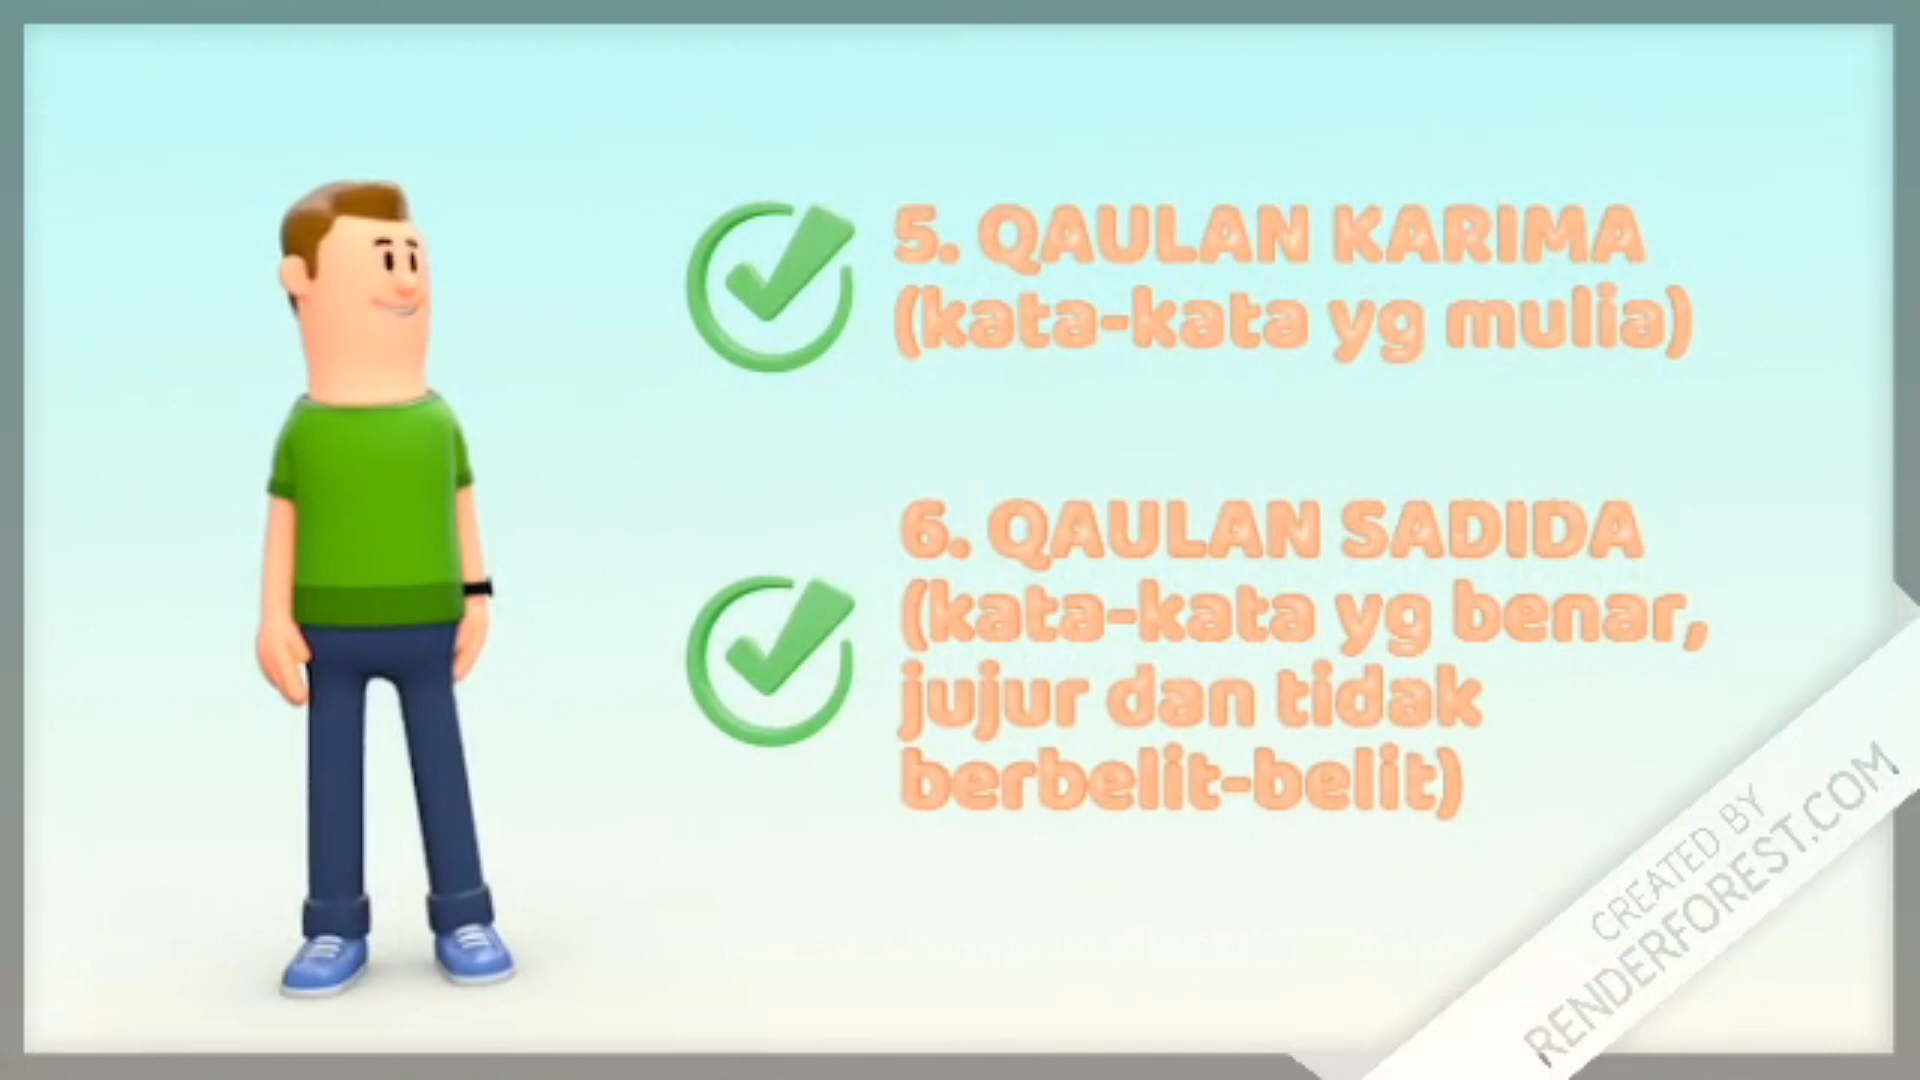 5. QAULAN KARIMA
(kata-kata yg mulia)
6. QAULAN SADIDA
(kata-kata yg benar,
jujur dan tidak
berbelit-belit)
CREATED BY
RENDERFOREST.COM